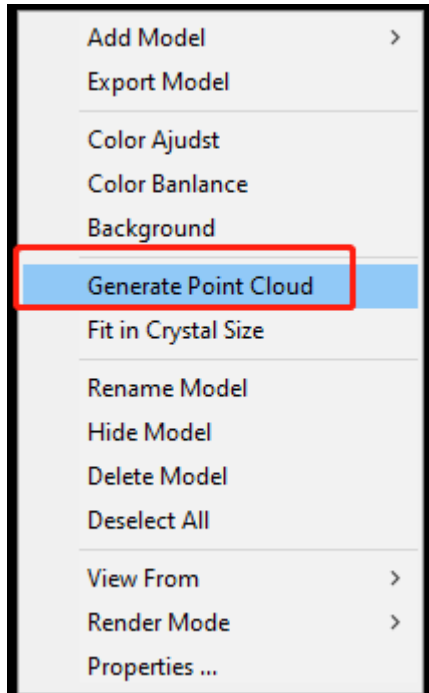 Add Model
Export Model
Color Ajudst
Color Banlance
Background
Generate Point Cloud
Fit in Crystal Size
Rename Model
Hide Model
Delete Model
Deselect All
View From
Render Mode
Properties ...